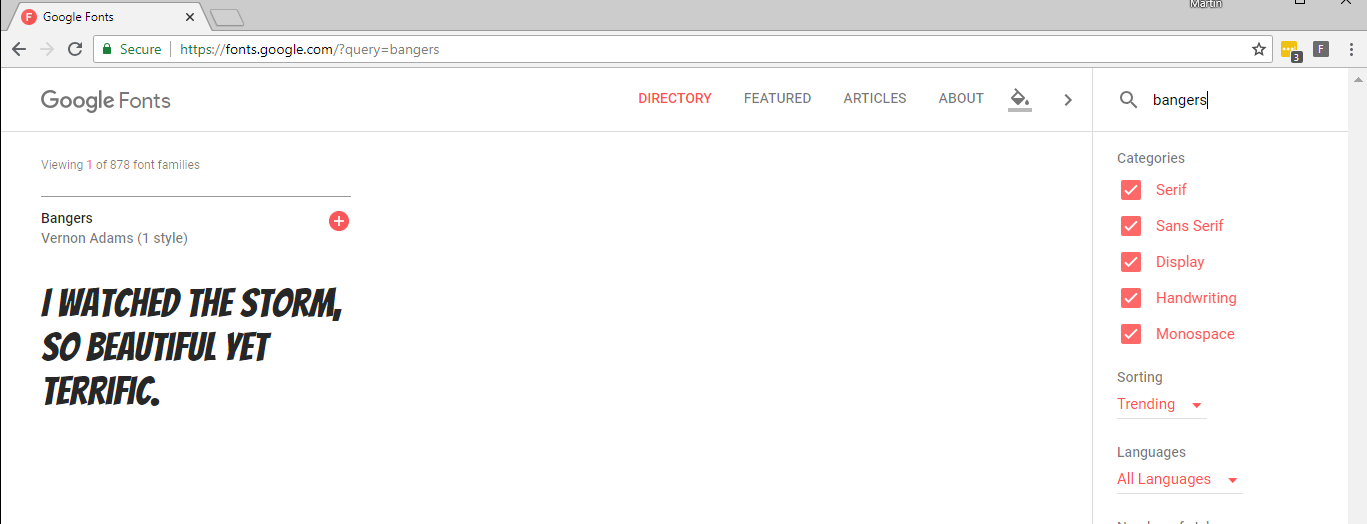 Martin
Google Fonts
Secure https://fonts.google.com/?query=bangers
3
F
Google Fonts
DIRECTORY
FEATURED
ARTICLES
ABOUT
bangers
Viewing 1 of 878 font families
Bangers
Vernon Adams (1 style)
I WATCHED THE STORM,
SO BEAUTIFUL YET
TERRIFIC.
Categories
Serif
Sans Serif
Display
Handwriting
Monospace
Sorting
Trending
Languages
All Languages